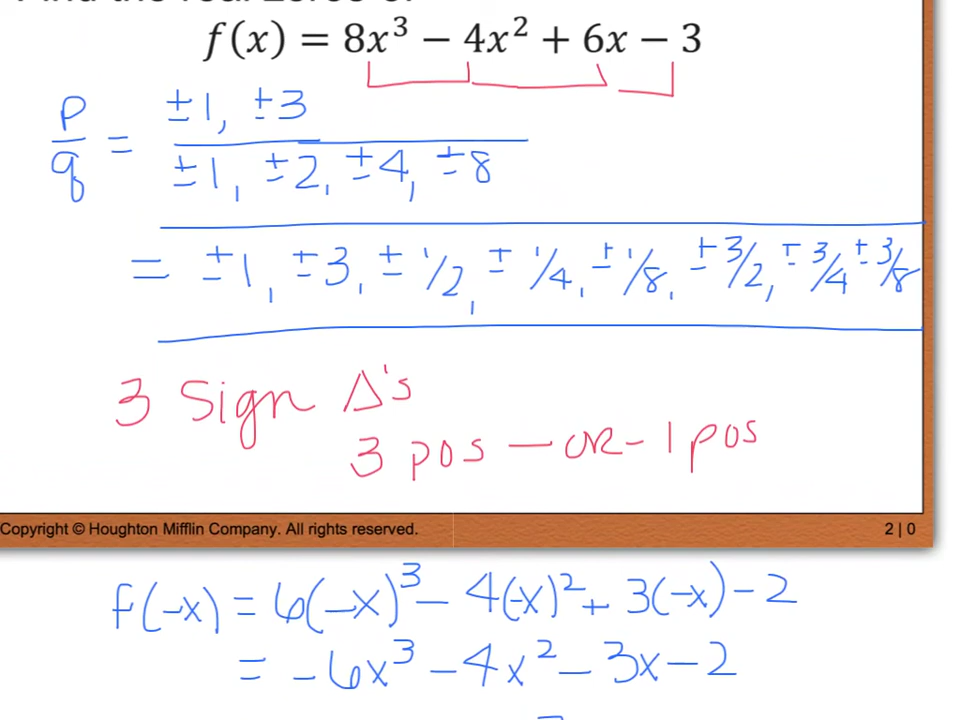 f(x) = 8x³ − 4x² + 6x − 3
p/q = ±1, ±3 / ±1, ±2, ±4, ±8
= ±1, ±3, ±1/2, ±1/4, ±1/8, ±3/2, ±3/4 ±3/8
3 Sign Δ's
3 pos — OR — 1 pos
Copyright © Houghton Mifflin Company. All rights reserved. 2 | 0
f(-x) = 6(-x)³ − 4(-x)² + 3(-x) − 2
= -6x³ − 4x² − 3x − 2